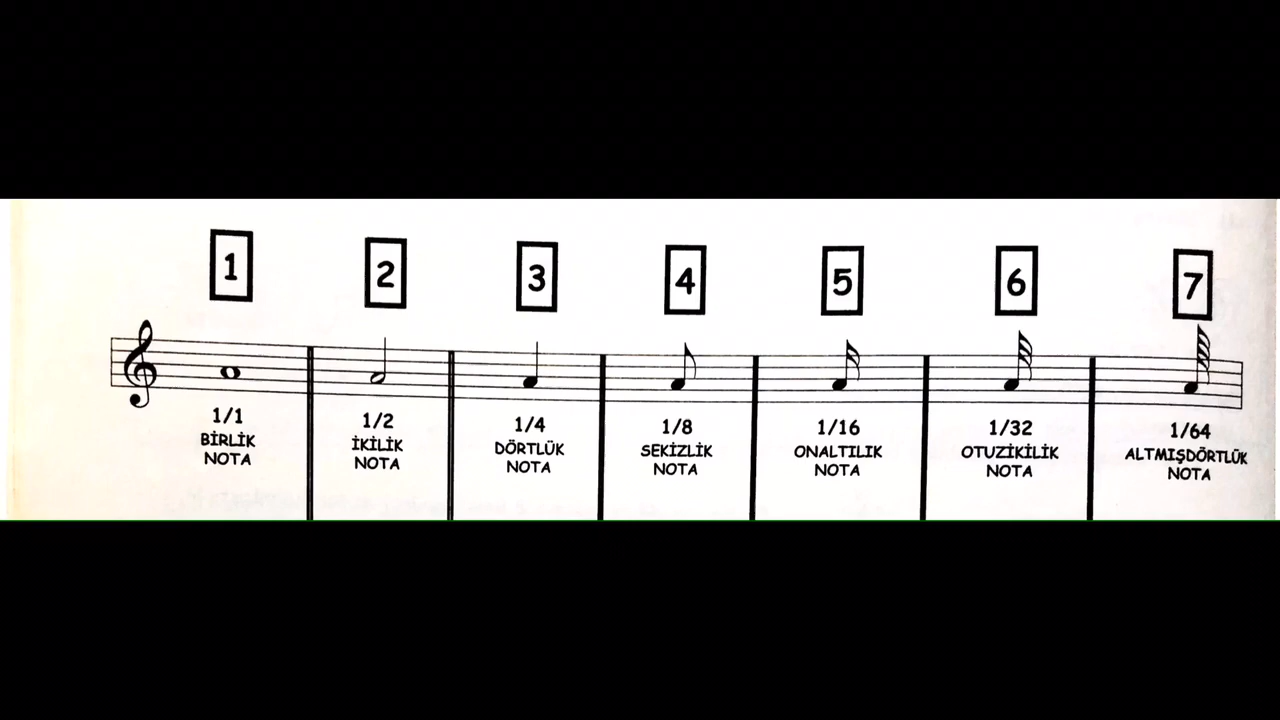 1 2 3 4 5 6 7
1/1 1/2 1/4 1/8 1/16 1/32 1/64
BİRLİK İKİLİK DÖRTLÜK SEKİZLİK ONALTILIK OTUZİKİLİK ALTMIŞDÖRTLÜK
NOTA NOTA NOTA NOTA NOTA NOTA NOTA